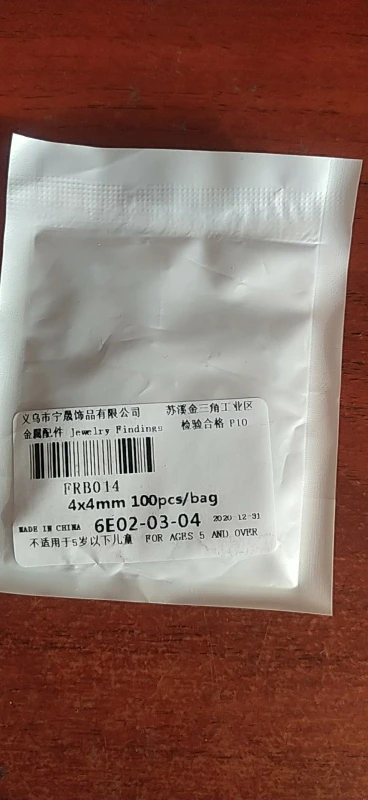 义乌市宁晟饰品有限公司 苏溪金三角工业区
金属配件 Jewelry Findings 检验合格 P10
FRB014
4x4mm 100pcs/bag
MADE IN CHINA 6E02-03-04 2020 12-31
不适用于5岁以下儿童 FOR AGES 5 AND OVER